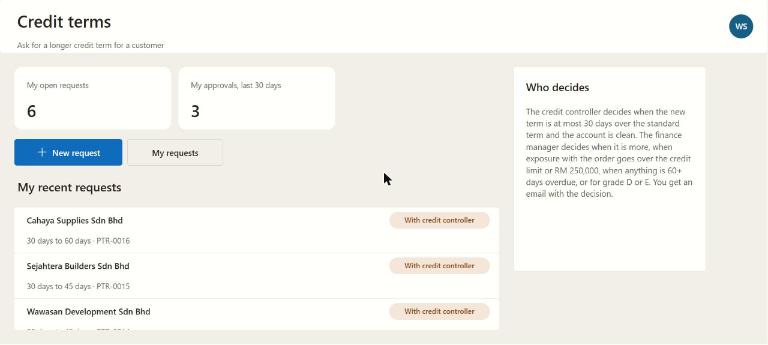 Credit terms
WS
Ask for a longer credit term for a customer
My open requests
6
My approvals, last 30 days
3
+ New request
My requests
My recent requests
Cahaya Supplies Sdn Bhd
With credit controller
30 days to 60 days · PTR-0016
Sejahtera Builders Sdn Bhd
With credit controller
30 days to 45 days · PTR-0015
Wawasan Development Sdn Bhd
With credit controller
Who decides
The credit controller decides when the new
term is at most 30 days over the standard
term and the account is clean. The finance
manager decides when it is more, when
exposure with the order goes over the credit
limit or RM 250,000, when anything is 60+
days overdue, or for grade D or E. You get an
email with the decision.